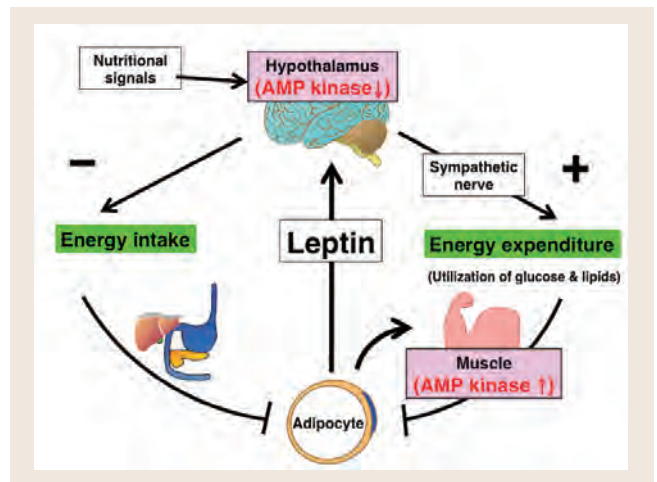 Nutritional
signals
Hypothalamus
(AMP kinase↓)
−
Sympathetic
nerve
+
Energy intake
Leptin
Energy expenditure
(Utilization of glucose & lipids)
Muscle
(AMP kinase ↑)
Adipocyte